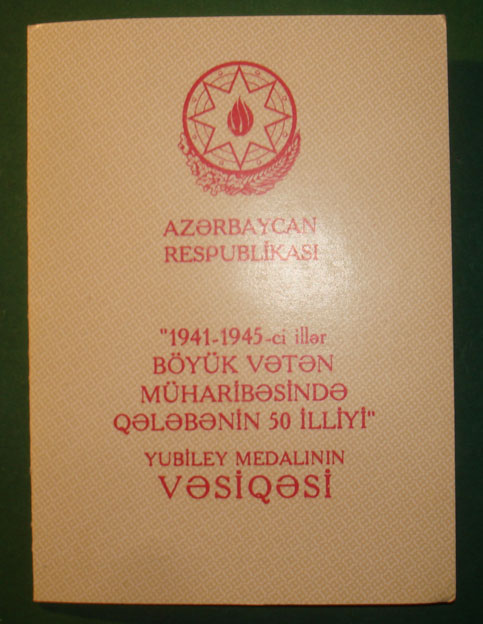 AZƏRBAYCAN
RESPUBLİKASI
"1941-1945-ci illər
BÖYÜK VƏTƏN
MÜHARİBƏSİNDƏ
QƏLƏBƏNİN 50 İLLİYİ"
YUBİLEY MEDALININ
VƏSİQƏSİ